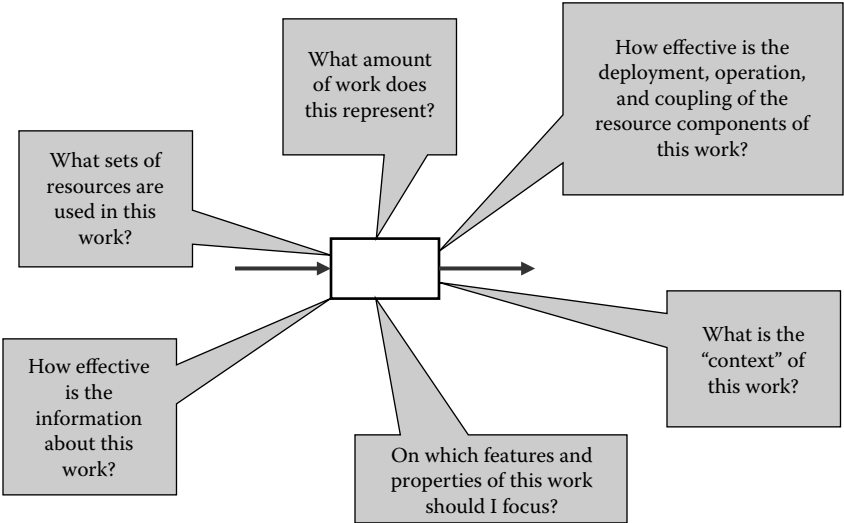 What amount
of work does
this represent?
How effective is the
deployment, operation,
and coupling of the
resource components of
this work?
What sets of
resources are
used in this
work?
What is the
“context” of
this work?
How effective
is the
information
about this
work?
On which features and
properties of this work
should I focus?